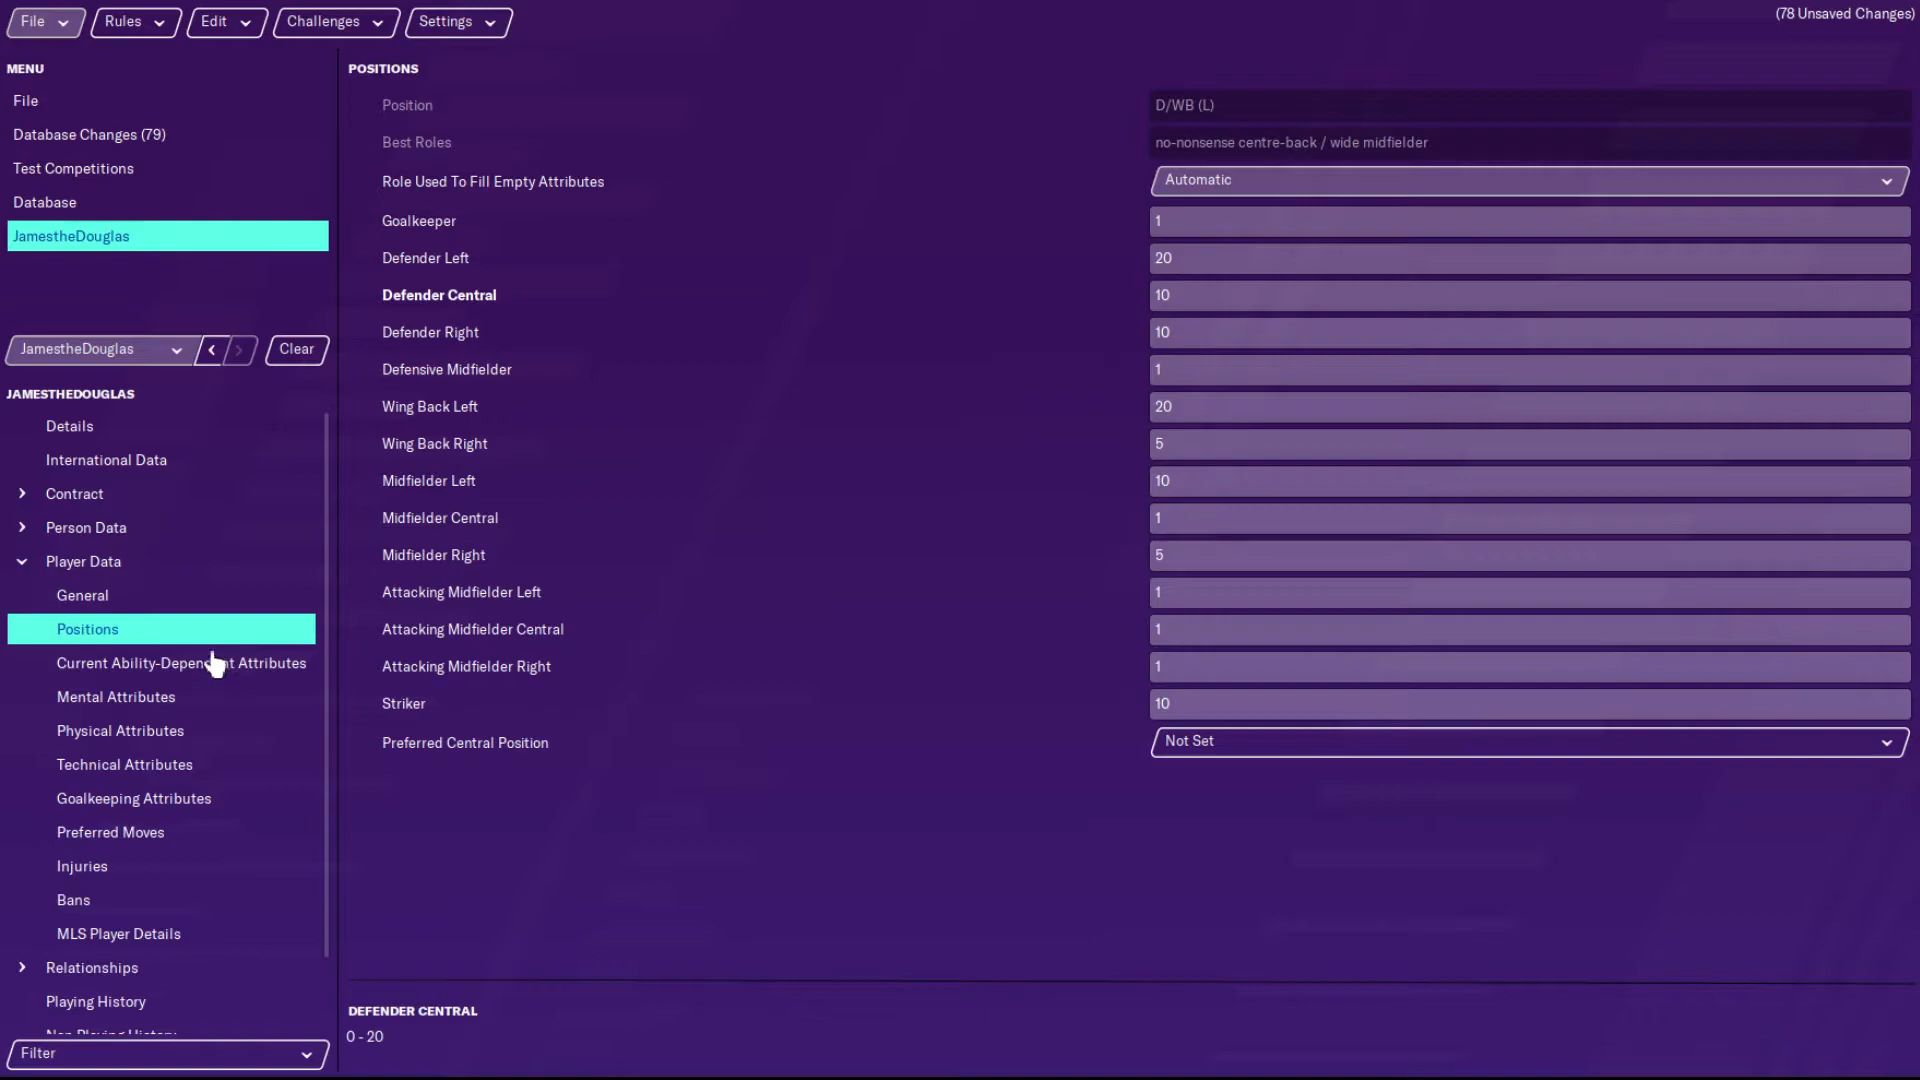 File
Rules
Edit
Challenges
Settings
(78 Unsaved Changes)
MENU
File
Database Changes (79)
Test Competitions
Database
JamestheDouglas
JamestheDouglas
Clear
JAMESTHEDOUGLAS
Details
International Data
Contract
Person Data
Player Data
General
Positions
Current Ability-Dependent Attributes
Mental Attributes
Physical Attributes
Technical Attributes
Goalkeeping Attributes
Preferred Moves
Injuries
Bans
MLS Player Details
Relationships
Playing History
Non Playing History
Filter
POSITIONS
Position D/WB (L)
Best Roles no-nonsense centre-back / wide midfielder
Role Used To Fill Empty Attributes Automatic
Goalkeeper 1
Defender Left 20
Defender Central 10
Defender Right 10
Defensive Midfielder 1
Wing Back Left 20
Wing Back Right 5
Midfielder Left 10
Midfielder Central 1
Midfielder Right 5
Attacking Midfielder Left 1
Attacking Midfielder Central 1
Attacking Midfielder Right 1
Striker 10
Preferred Central Position Not Set
DEFENDER CENTRAL
0 - 20